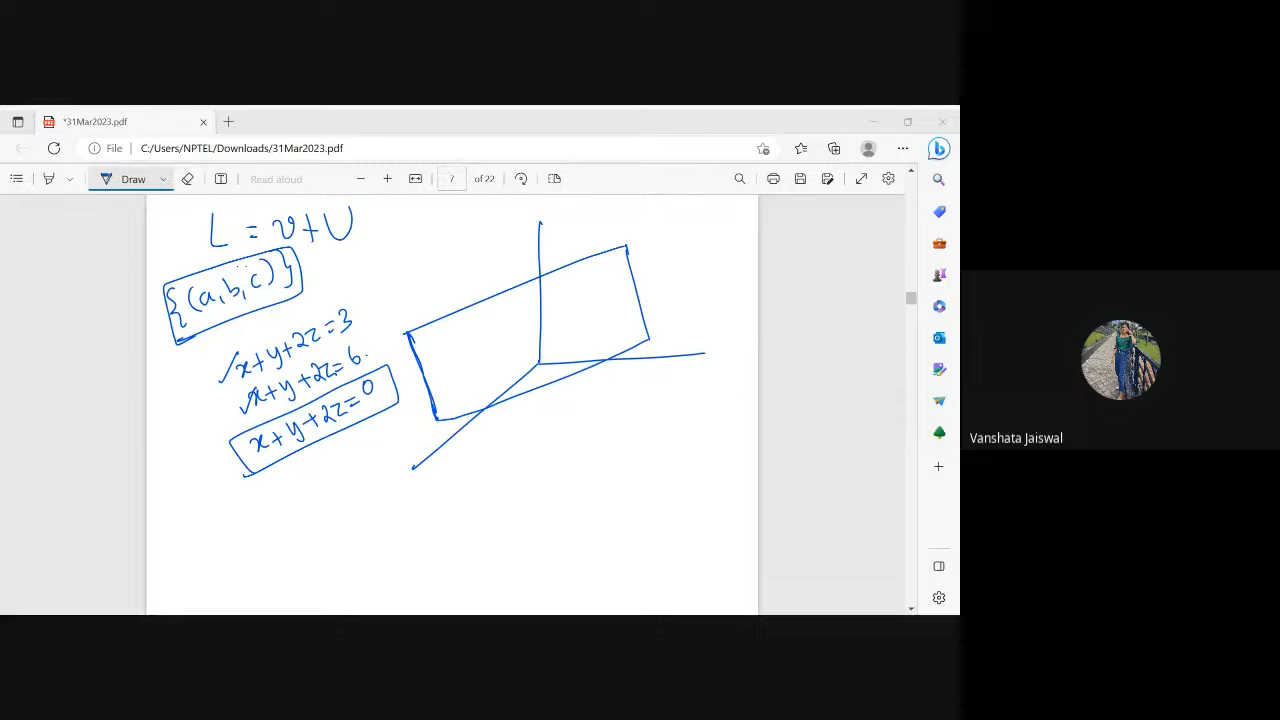 *31Mar2023.pdf
File C:/Users/NPTEL/Downloads/31Mar2023.pdf
Draw Read aloud 7 of 22
L = v+U
{(a,b,c)}
x+y+2z=3
x+y+2z=6.
x+y+2z=0
Vanshata Jaiswal